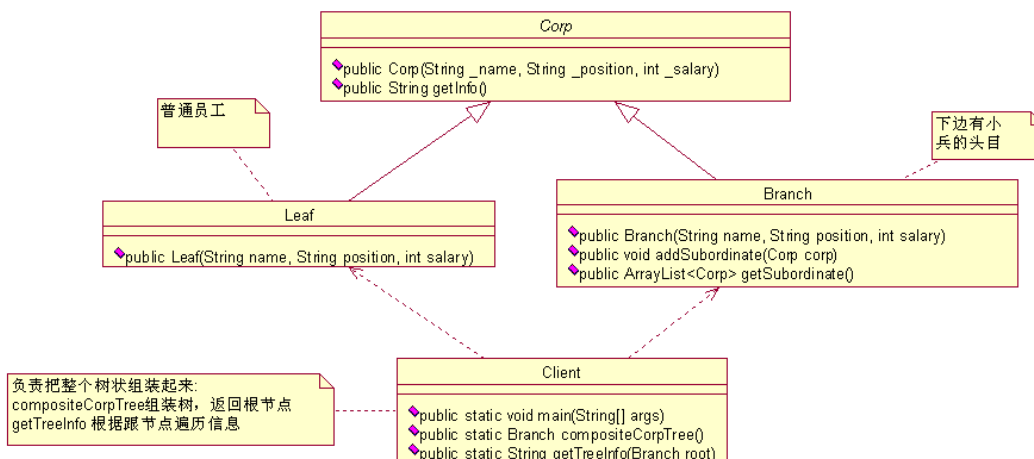 Corp
public Corp(String _name, String _position, int _salary)
public String getInfo()
普通员工
下边有小
兵的头目
Leaf
public Leaf(String name, String position, int salary)
Branch
public Branch(String name, String position, int salary)
public void addSubordinate(Corp corp)
public ArrayList<Corp> getSubordinate()
负责把整个树状组装起来:
compositeCorpTree组装树，返回根节点
getTreeInfo 根据跟节点遍历信息
Client
public static void main(String[] args)
public static Branch compositeCorpTree()
public static String getTreeInfo(Branch root)